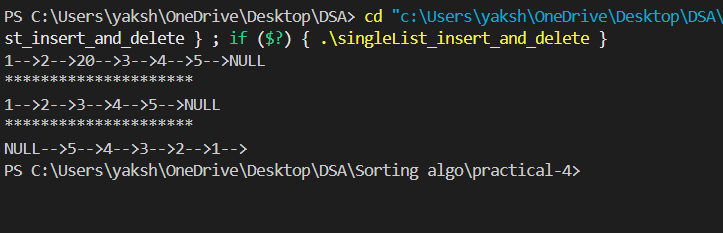 PS C:\Users\yaksh\OneDrive\Desktop\DSA> cd "c:\Users\yaksh\OneDrive\Desktop\DSA\
st_insert_and_delete } ; if ($?) { .\singleList_insert_and_delete }
1-->2-->20-->3-->4-->5-->NULL
*********************
1-->2-->3-->4-->5-->NULL
*********************
NULL-->5-->4-->3-->2-->1-->
PS C:\Users\yaksh\OneDrive\Desktop\DSA\Sorting algo\practical-4>